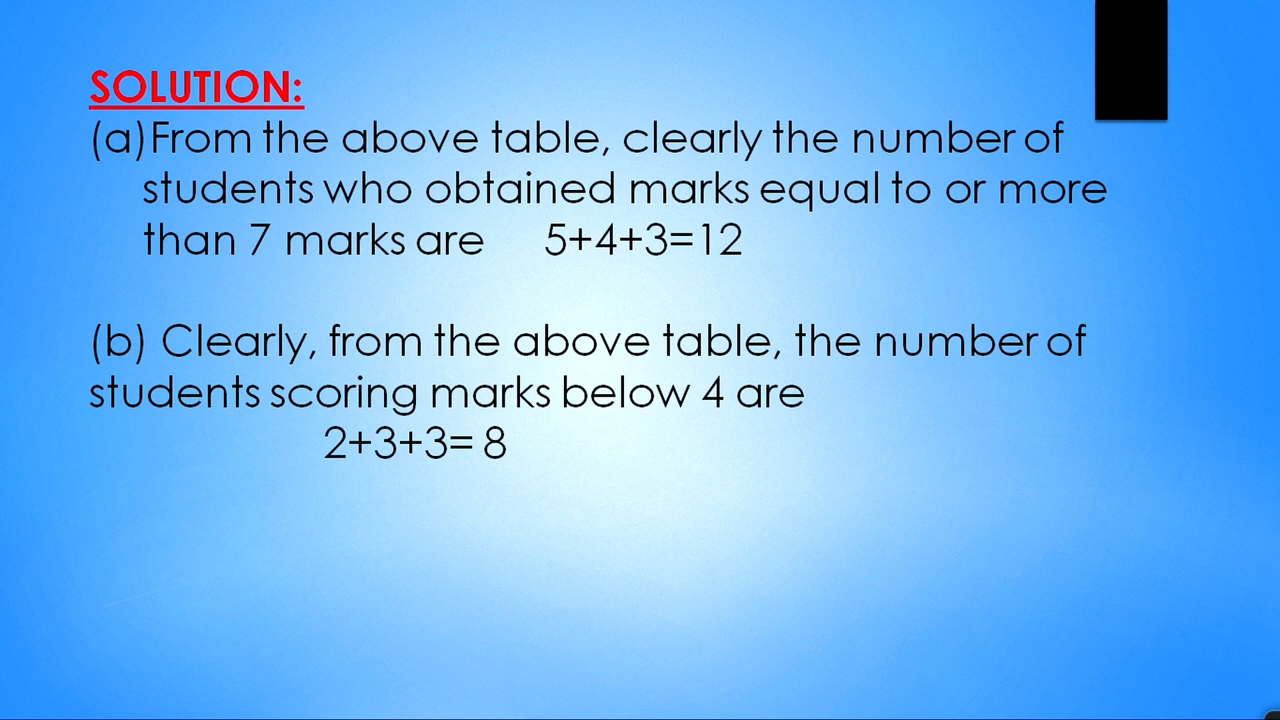 SOLUTION:
(a)From the above table, clearly the number of
students who obtained marks equal to or more
than 7 marks are 5+4+3=12
(b) Clearly, from the above table, the number of
students scoring marks below 4 are
2+3+3= 8